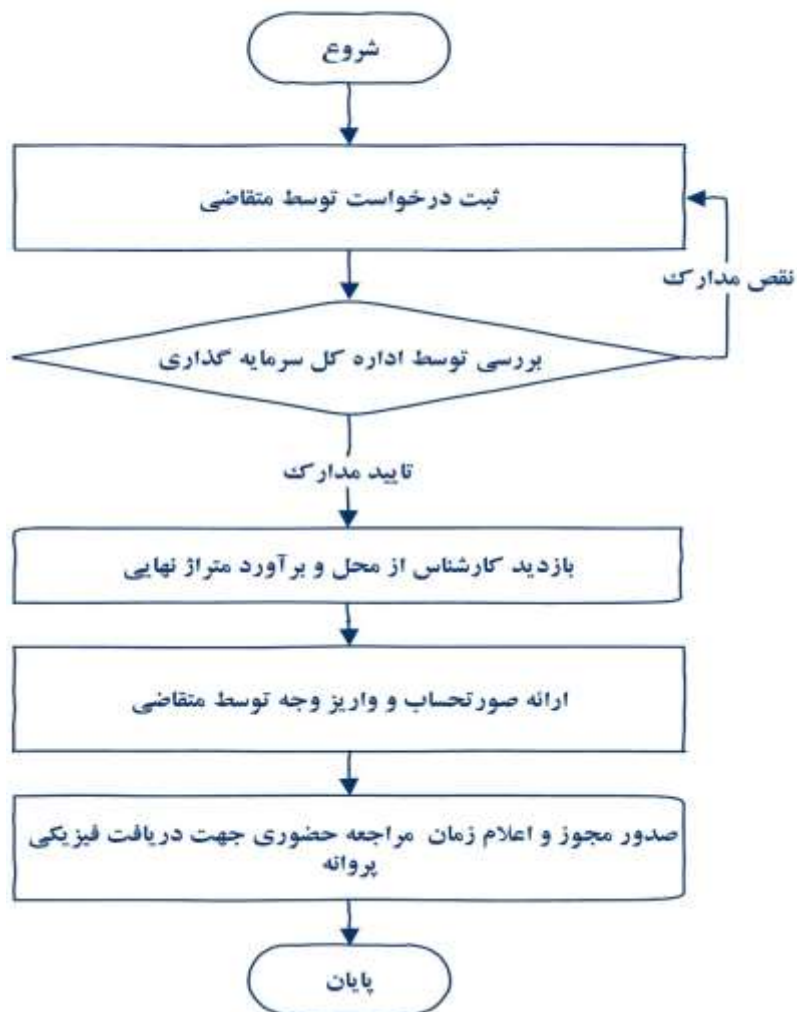 شروع
ثبت درخواست توسط متقاضی
نقص مدارک
بررسی توسط اداره کل سرمایه گذاری
تایید مدارک
بازدید کارشناس از محل و برآورد متراژ نهایی
ارائه صورتحساب و واریز وجه توسط متقاضی
صدور مجوز و اعلام زمان مراجعه حضوری جهت دریافت فیزیکی
پروانه
پایان